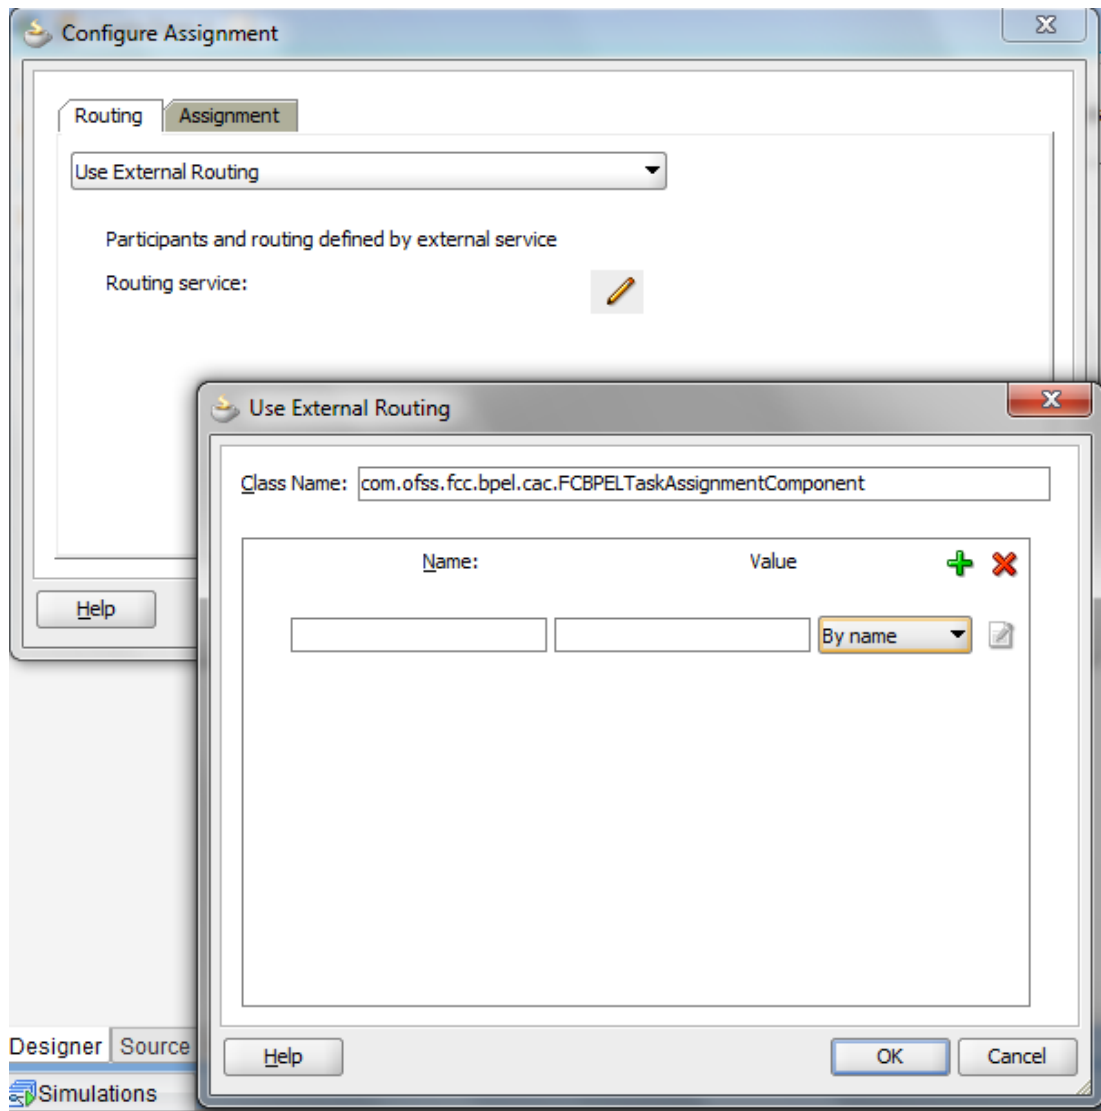 Configure Assignment
Routing
Assignment
Use External Routing
Participants and routing defined by external service
Routing service:
Help
Use External Routing
Class Name: com.ofss.fcc.bpel.cac.FCBPELTaskAssignmentComponent
Name:
Value
By name
Help
OK
Cancel
Designer
Source
Simulations